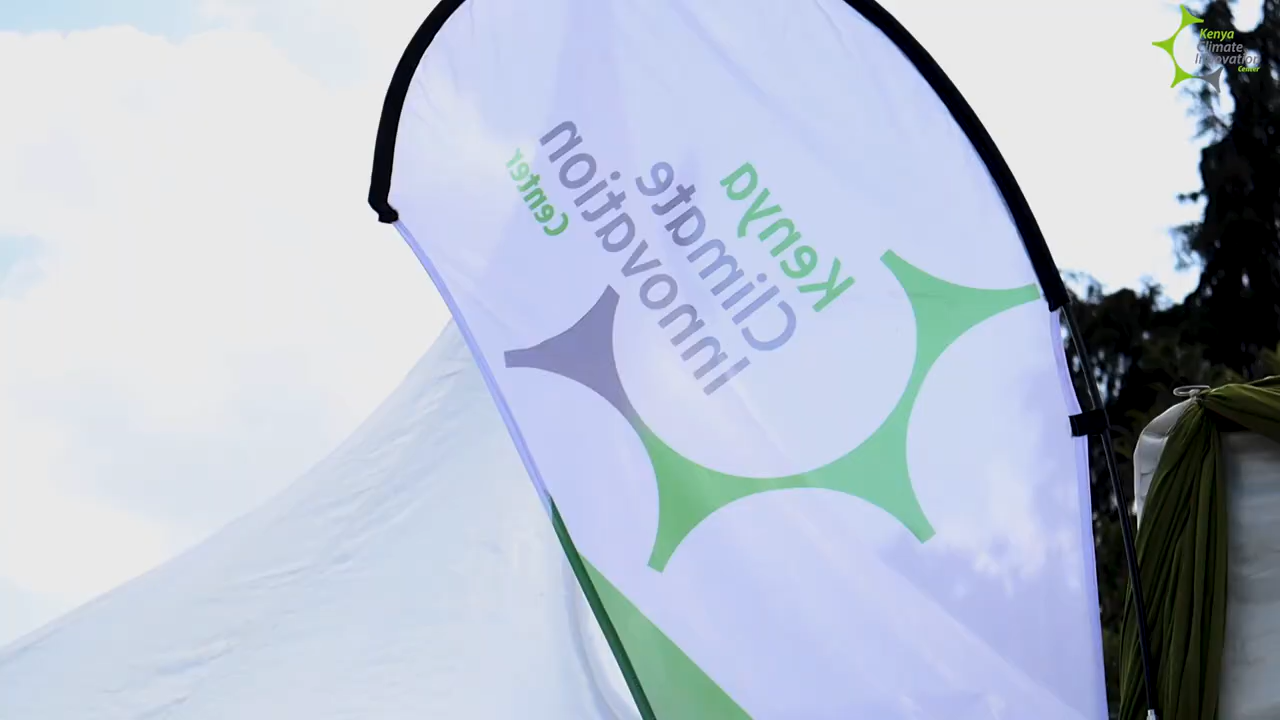 Kenya
Climate
Innovation
Center
Kenya
Climate
Innovation
Center